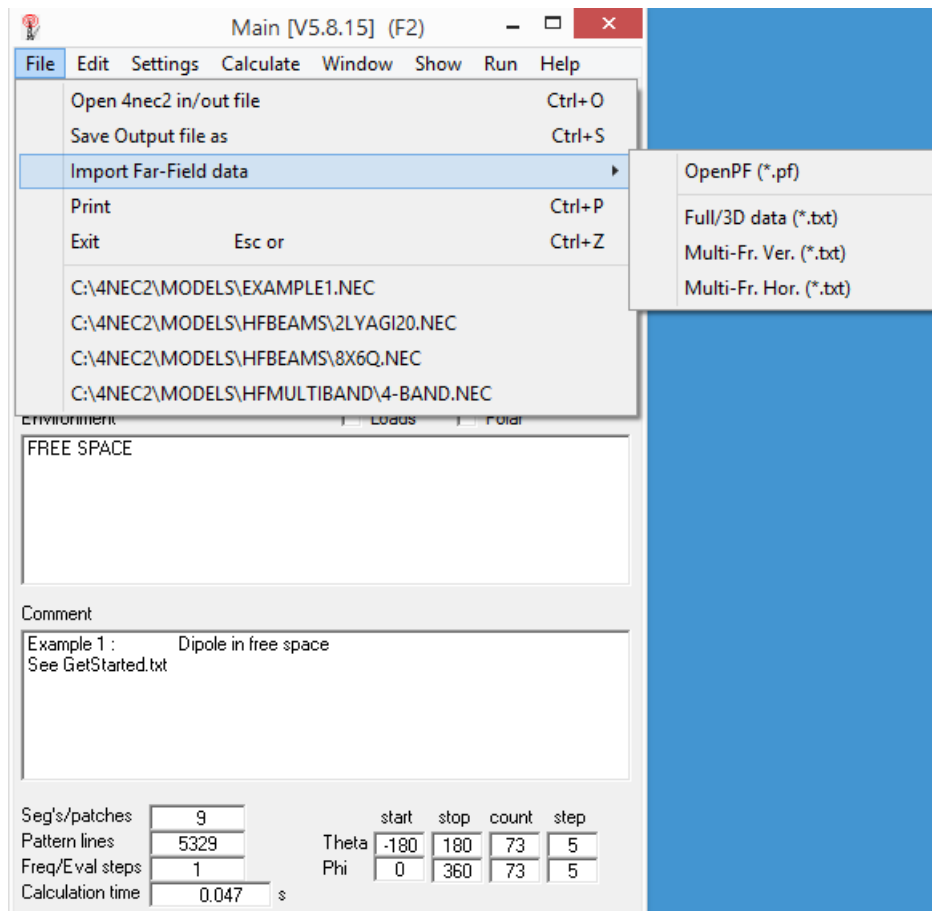 Main [V5.8.15] (F2)
File Edit Settings Calculate Window Show Run Help
Open 4nec2 in/out file Ctrl+O
Save Output file as Ctrl+S
Import Far-Field data
Print Ctrl+P
Exit Esc or Ctrl+Z
C:\4NEC2\MODELS\EXAMPLE1.NEC
C:\4NEC2\MODELS\HFBEAMS\2LYAGI20.NEC
C:\4NEC2\MODELS\HFBEAMS\8X6Q.NEC
C:\4NEC2\MODELS\HFMULTIBAND\4-BAND.NEC
OpenPF (*.pf)
Full/3D data (*.txt)
Multi-Fr. Ver. (*.txt)
Multi-Fr. Hor. (*.txt)
Environment Loads Polar
FREE SPACE
Comment
Example 1 : Dipole in free space
See GetStarted.txt
Seg's/patches 9 start stop count step
Pattern lines 5329 Theta -180 180 73 5
Freq/Eval steps 1 Phi 0 360 73 5
Calculation time 0.047 s